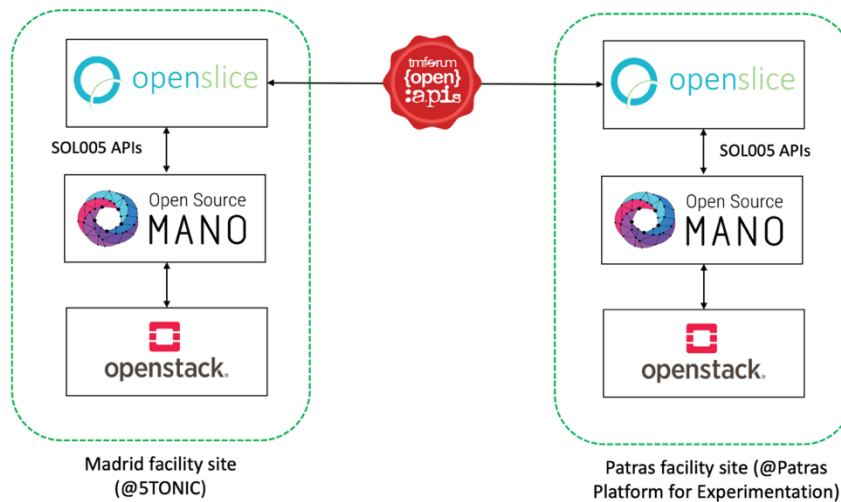 openslice
SOL005 APIs
Open Source
MANO
openstack.
Madrid facility site
(@5TONIC)
tmforum
{open}
:apis
openslice
SOL005 APIs
Open Source
MANO
openstack.
Patras facility site (@Patras
Platform for Experimentation)